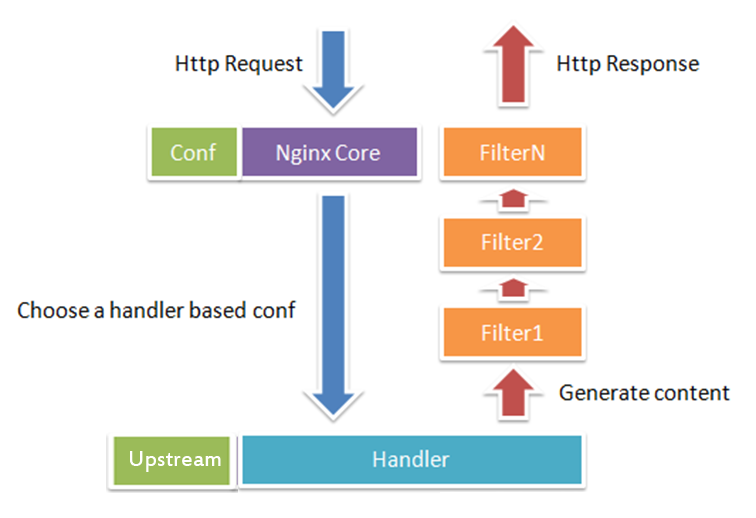 Http Request
Http Response
Conf
Nginx Core
FilterN
Filter2
Choose a handler based conf
Filter1
Generate content
Upstream
Handler